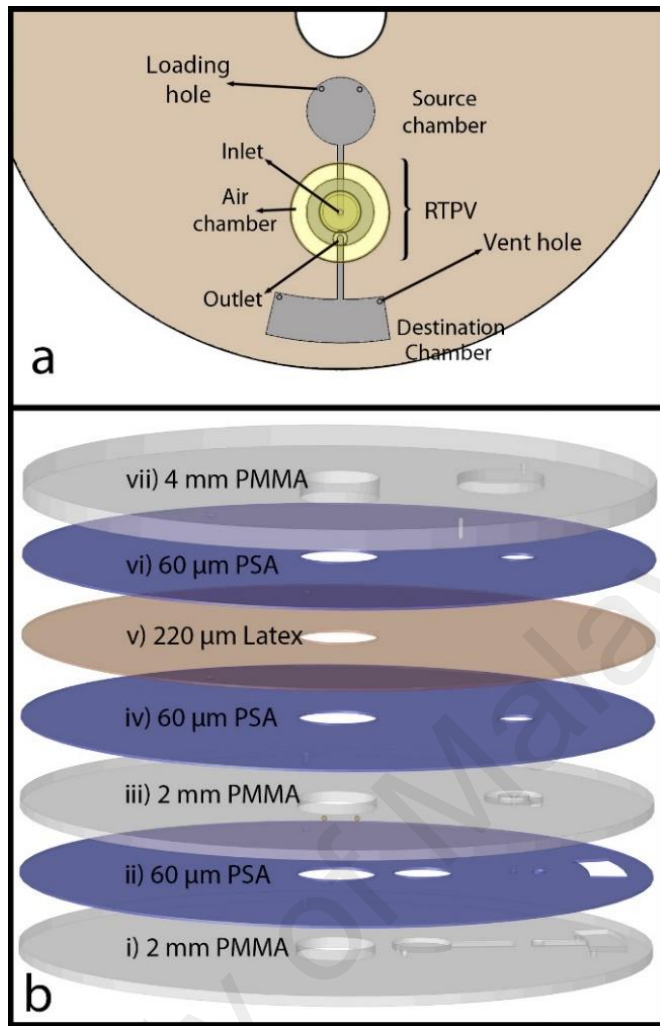 Loading
hole
Source
chamber
Inlet
Air
chamber
RTPV
Vent hole
Outlet
Destination
Chamber
a
vii) 4 mm PMMA
vi) 60 µm PSA
v) 220 µm Latex
iv) 60 µm PSA
iii) 2 mm PMMA
ii) 60 µm PSA
i) 2 mm PMMA
b
y of Malay